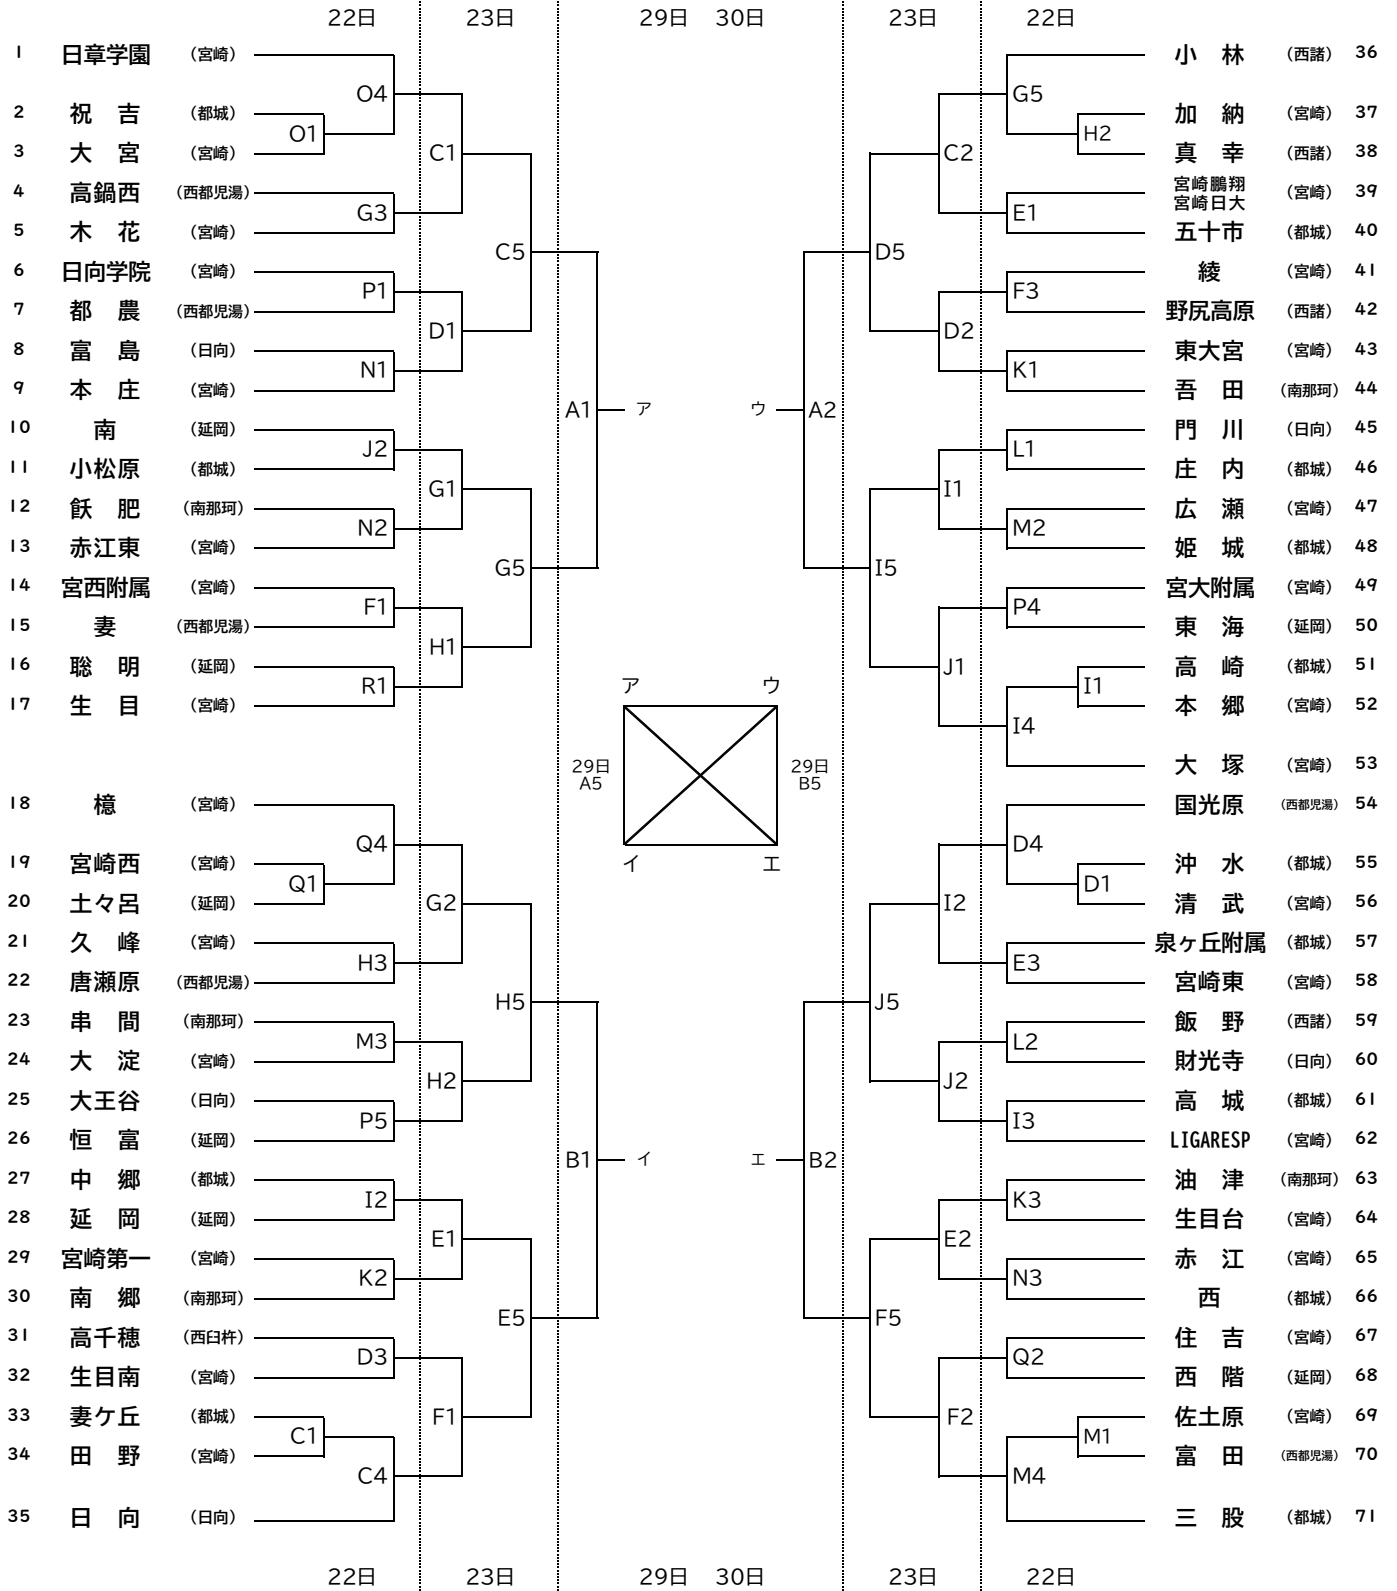 22日 23日 29日 30日 23日 22日
1 日章学園 （宮崎）
2 祝 吉 （都城）
3 大 宮 （宮崎）
4 高鍋西 （西都児湯）
5 木 花 （宮崎）
6 日向学院 （宮崎）
7 都 農 （西都児湯）
8 富 島 （日向）
9 本 庄 （宮崎）
10 南 （延岡）
11 小松原 （都城）
12 飫 肥 （南那珂）
13 赤江東 （宮崎）
14 宮西附属 （宮崎）
15 妻 （西都児湯）
16 聡 明 （延岡）
17 生 目 （宮崎）
18 檍 （宮崎）
19 宮崎西 （宮崎）
20 土々呂 （延岡）
21 久 峰 （宮崎）
22 唐瀬原 （西都児湯）
23 串 間 （南那珂）
24 大 淀 （宮崎）
25 大王谷 （日向）
26 恒 富 （延岡）
27 中 郷 （都城）
28 延 岡 （延岡）
29 宮崎第一 （宮崎）
30 南 郷 （南那珂）
31 高千穂 （西臼杵）
32 生目南 （宮崎）
33 妻ケ丘 （都城）
34 田 野 （宮崎）
35 日 向 （日向）
O4
O1
G3
P1
N1
J2
N2
F1
R1
Q4
Q1
H3
M3
P5
I2
K2
D3
C1
C4
C1
D1
G1
H1
G2
H2
E1
F1
C5
G5
H5
E5
A1 ア
B1 イ
ア ウ
29日
A5
29日
B5
イ エ
ウ A2
エ B2
D5
I5
J5
F5
C2
D2
I1
J1
I2
J2
E2
F2
G5
H2
E1
F3
K1
L1
M2
P4
I1
I4
D4
D1
E3
L2
I3
K3
N3
Q2
M1
M4
小 林 （西諸） 36
加 納 （宮崎） 37
真 幸 （西諸） 38
宮崎鵬翔
宮崎日大 （宮崎） 39
五十市 （都城） 40
綾 （宮崎） 41
野尻高原 （西諸） 42
東大宮 （宮崎） 43
吾 田 （南那珂） 44
門 川 （日向） 45
庄 内 （都城） 46
広 瀬 （宮崎） 47
姫 城 （都城） 48
宮大附属 （宮崎） 49
東 海 （延岡） 50
高 崎 （都城） 51
本 郷 （宮崎） 52
大 塚 （宮崎） 53
国光原 （西都児湯） 54
沖 水 （都城） 55
清 武 （宮崎） 56
泉ヶ丘附属 （都城） 57
宮崎東 （宮崎） 58
飯 野 （西諸） 59
財光寺 （日向） 60
高 城 （都城） 61
LIGARESP （宮崎） 62
油 津 （南那珂） 63
生目台 （宮崎） 64
赤 江 （宮崎） 65
西 （都城） 66
住 吉 （宮崎） 67
西 階 （延岡） 68
佐土原 （宮崎） 69
富 田 （西都児湯） 70
三 股 （都城） 71
22日 23日 29日 30日 23日 22日